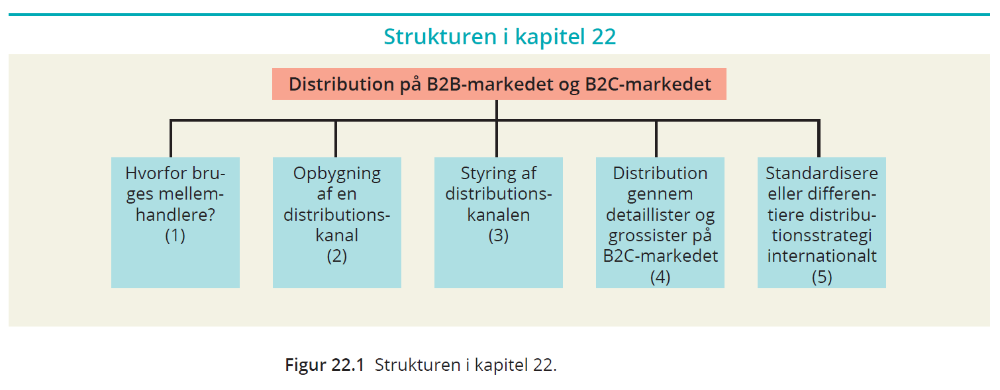 Strukturen i kapitel 22
Distribution på B2B-markedet og B2C-markedet
Hvorfor bru-
ges mellem-
handlere?
(1)
Opbygning
af en
distributions-
kanal
(2)
Styring af
distributions-
kanalen
(3)
Distribution
gennem
detaillister og
grossister på
B2C-markedet
(4)
Standardisere
eller differen-
tiere distribu-
tionsstrategi
internationalt
(5)
Figur 22.1 Strukturen i kapitel 22.